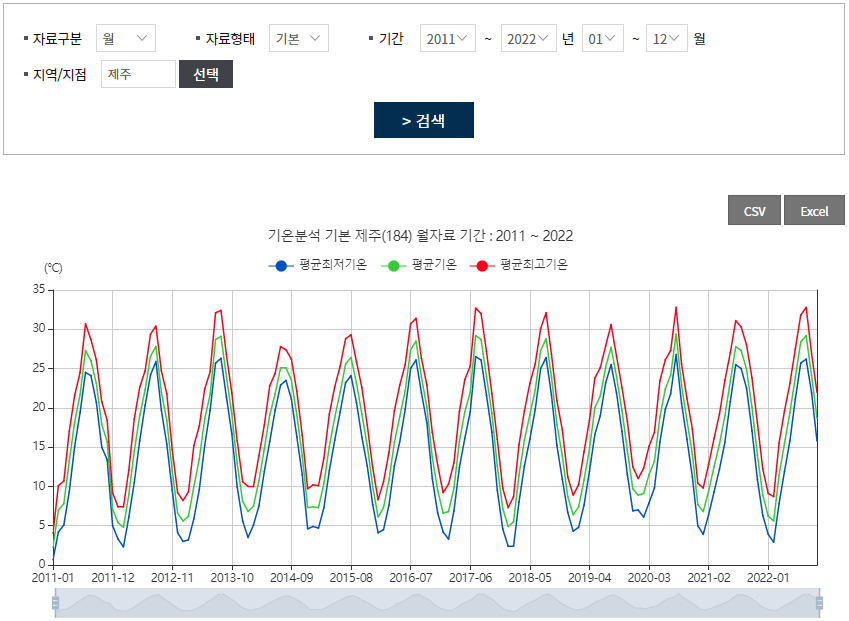 자료구분 월 자료형태 기본 기간 2011 ~ 2022 년 01 ~ 12 월
지역/지점 제주 선택
> 검색
CSV Excel
기온분석 기본 제주(184) 월자료 기간 : 2011 ~ 2022
평균최저기온 평균기온 평균최고기온
(℃)
35
30
25
20
15
10
5
0
2011-01 2011-12 2012-11 2013-10 2014-09 2015-08 2016-07 2017-06 2018-05 2019-04 2020-03 2021-02 2022-01